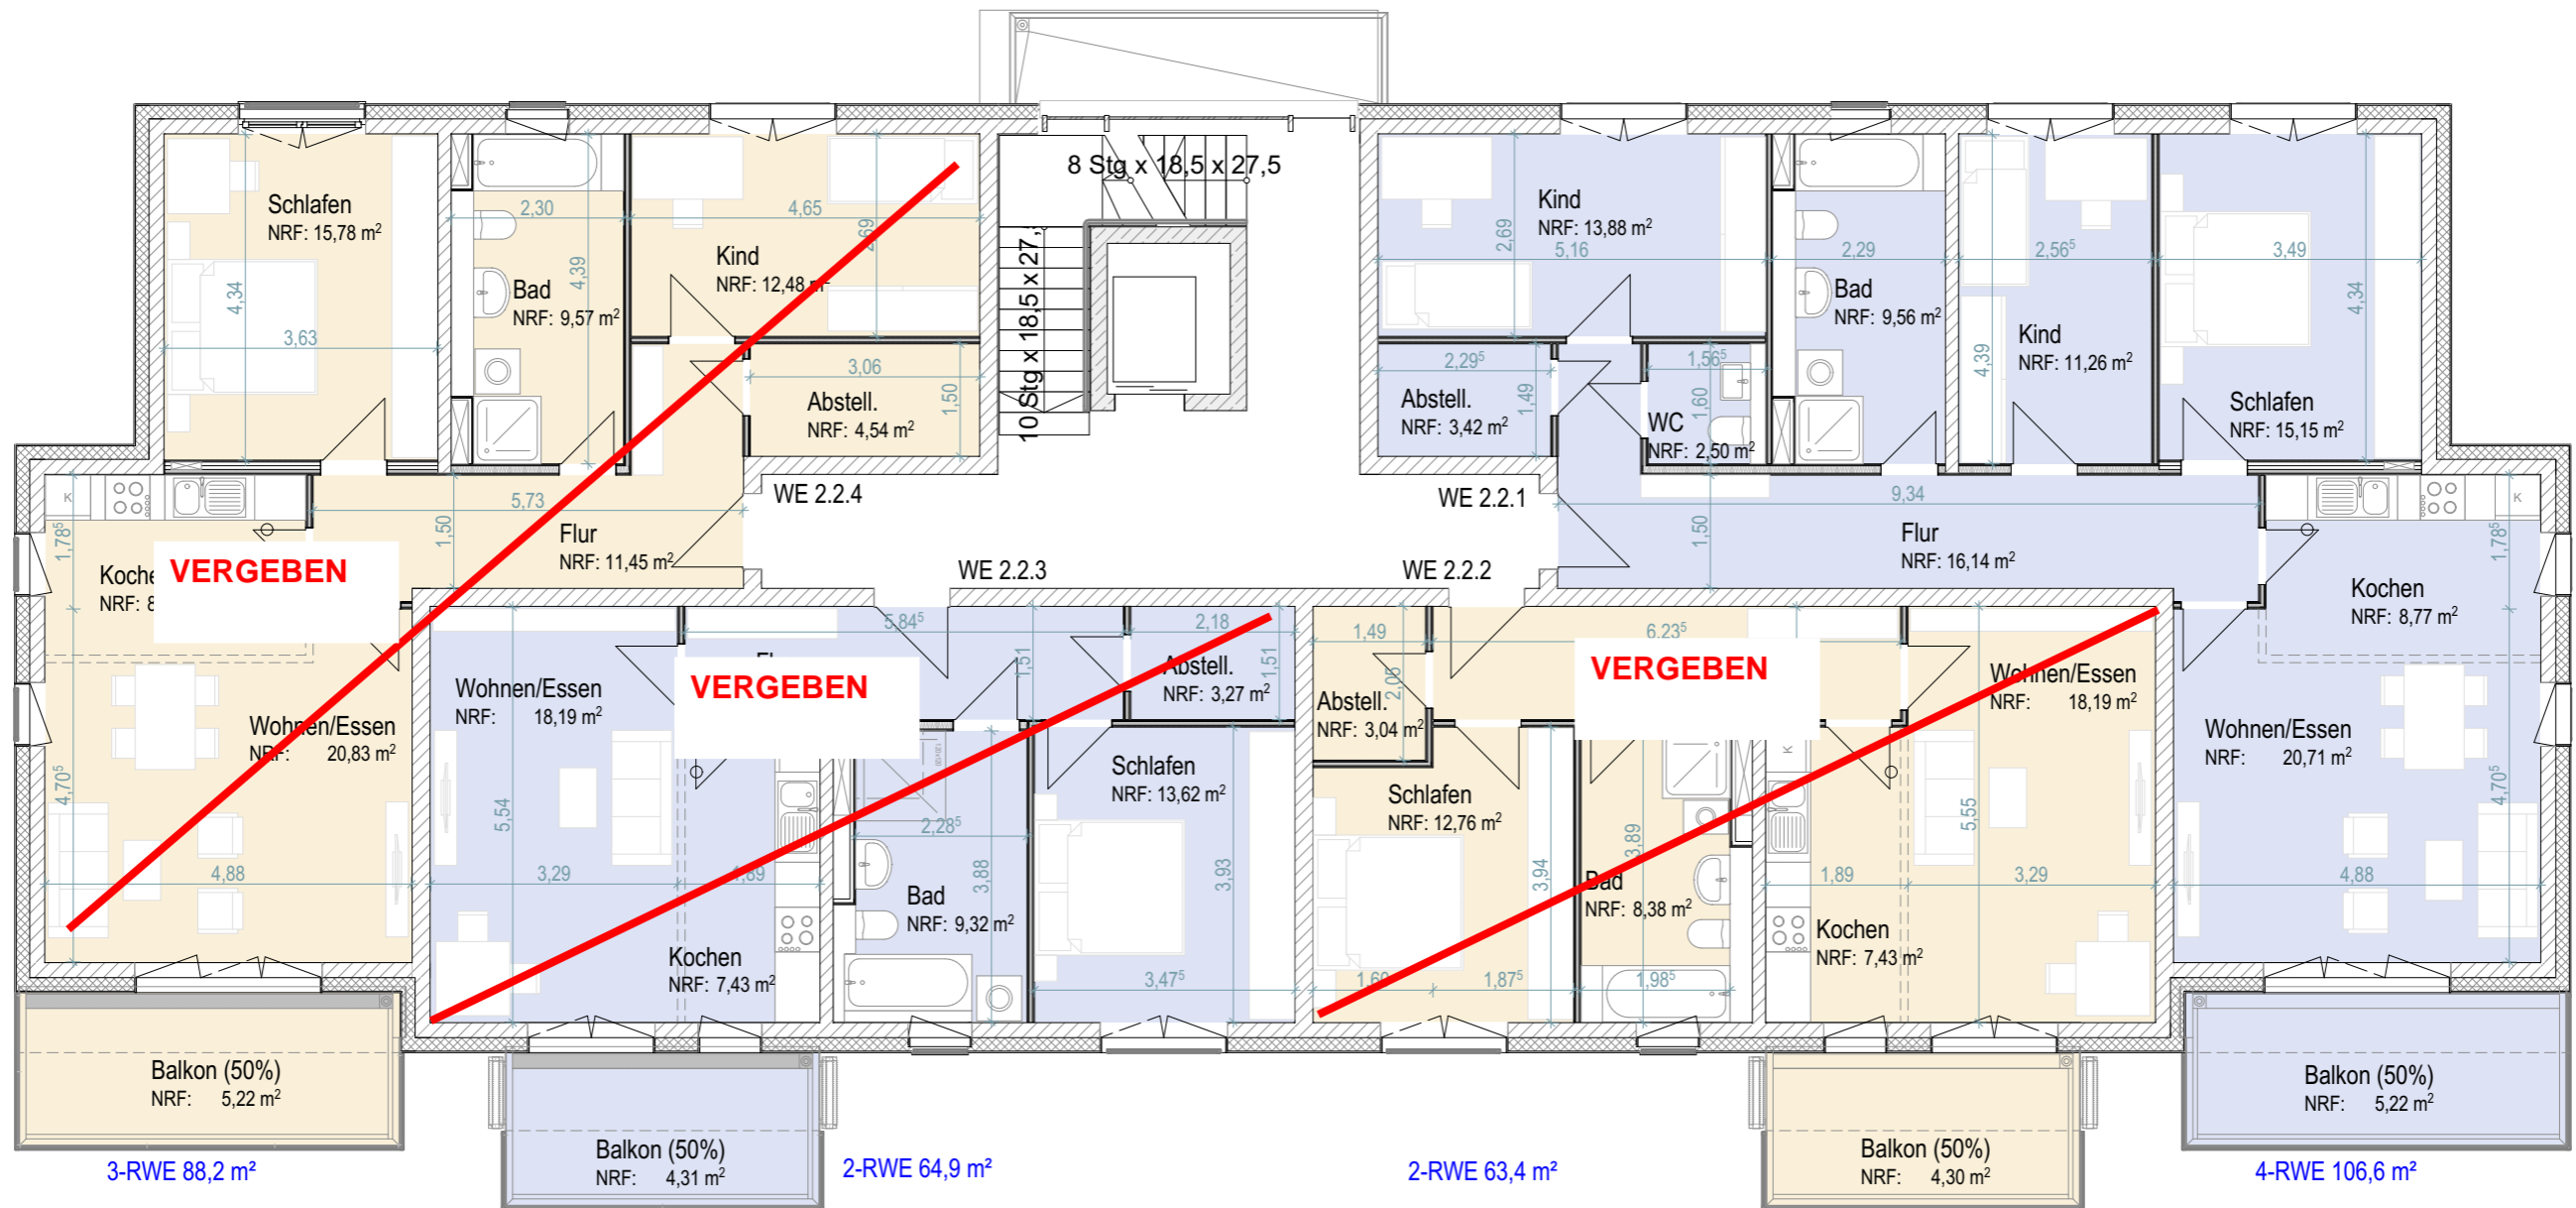 8 Stg x 18,5 x 27,5
10 Stg x 18,5 x 27,5
Schlafen
NRF: 15,78 m²
4,34
3,63
2,30
4,39
Bad
NRF: 9,57 m²
4,65
2,69
Kind
NRF: 12,48 m²
3,06
1,50
Abstell.
NRF: 4,54 m²
WE 2.2.4
5,73
1,50
Flur
NRF: 11,45 m²
K
1,78⁵
NRF: 8
VERGEBEN
Wohnen/Essen
NRF: 20,83 m²
4,70⁵
4,88
Balkon (50%)
NRF: 5,22 m²
3-RWE 88,2 m²
WE 2.2.3
5,84⁵
1,51
2,18
1,51
Abstell.
NRF: 3,27 m²
VERGEBEN
Wohnen/Essen
NRF: 18,19 m²
5,54
3,29
1,89
Kochen
NRF: 7,43 m²
2,28⁵
3,88
Bad
NRF: 9,32 m²
Schlafen
NRF: 13,62 m²
3,93
3,47⁵
Balkon (50%)
NRF: 4,31 m²
2-RWE 64,9 m²
WE 2.2.2
1,49
2,05
6,23⁵
Abstell.
NRF: 3,04 m²
VERGEBEN
Schlafen
NRF: 12,76 m²
3,94
1,60
1,87⁵
3,89
Bad
NRF: 8,38 m²
1,98⁵
K
Wohnen/Essen
NRF: 18,19 m²
5,55
1,89
3,29
Kochen
NRF: 7,43 m²
Balkon (50%)
NRF: 4,30 m²
2-RWE 63,4 m²
WE 2.2.1
Kind
NRF: 13,88 m²
2,69
5,16
2,29⁵
1,49
Abstell.
NRF: 3,42 m²
1,56⁵
1,60
WC
NRF: 2,50 m²
2,29
Bad
NRF: 9,56 m²
2,56⁵
4,39
Kind
NRF: 11,26 m²
3,49
4,34
Schlafen
NRF: 15,15 m²
9,34
1,50
Flur
NRF: 16,14 m²
K
1,78⁵
Kochen
NRF: 8,77 m²
Wohnen/Essen
NRF: 20,71 m²
4,70⁵
4,88
Balkon (50%)
NRF: 5,22 m²
4-RWE 106,6 m²